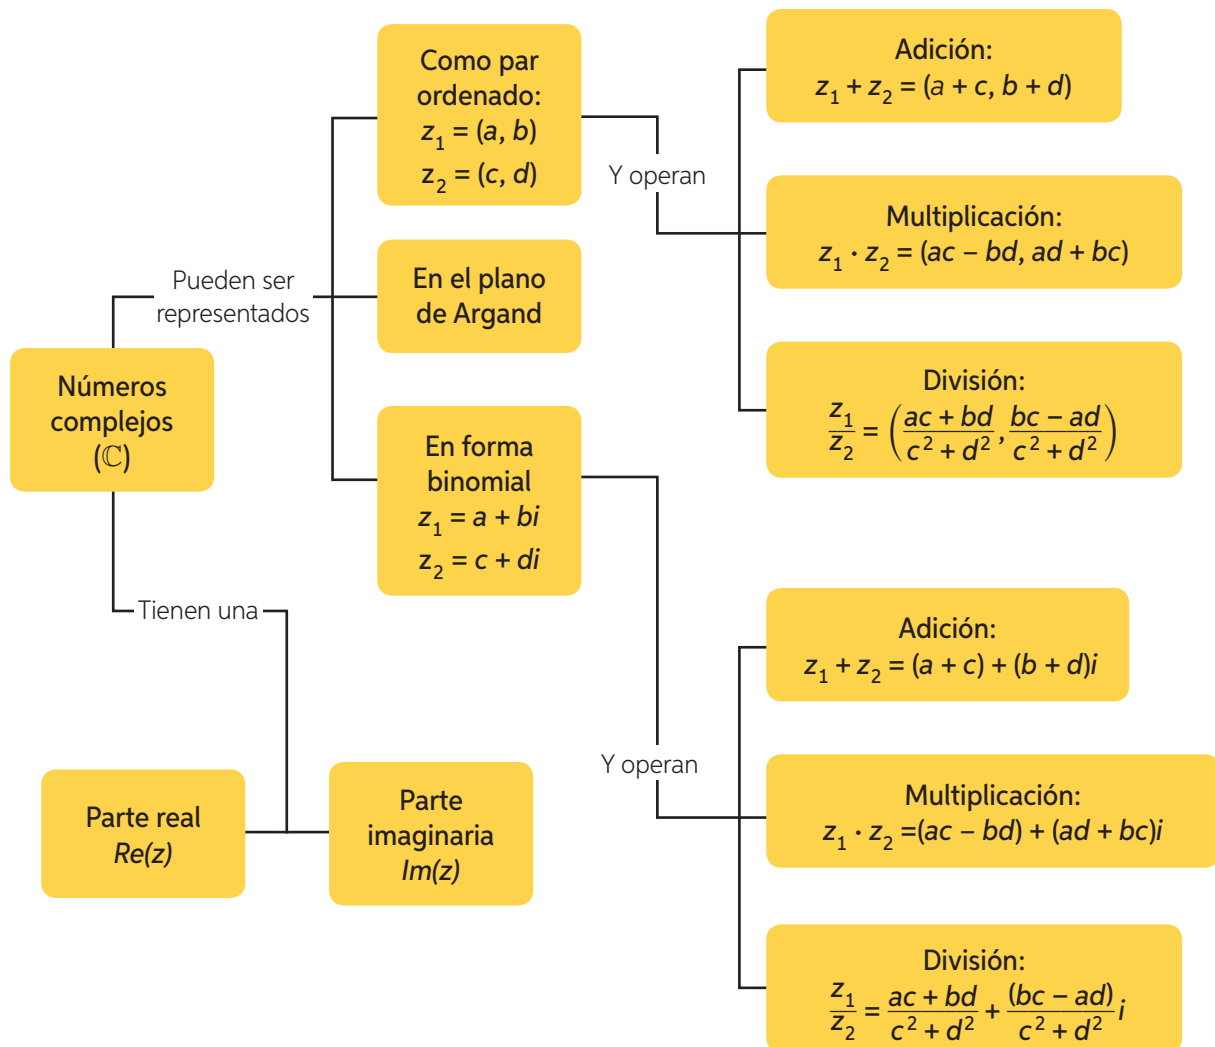 Números
complejos
(ℂ)
Pueden ser
representados
Como par
ordenado:
z₁ = (a, b)
z₂ = (c, d)
Y operan
Adición:
z₁ + z₂ = (a + c, b + d)
Multiplicación:
z₁ · z₂ = (ac – bd, ad + bc)
División:
z₁/z₂ = ((ac + bd)/(c² + d²), (bc – ad)/(c² + d²))
En el plano
de Argand
En forma
binomial
z₁ = a + bi
z₂ = c + di
Y operan
Adición:
z₁ + z₂ = (a + c) + (b + d)i
Multiplicación:
z₁ · z₂ =(ac – bd) + (ad + bc)i
División:
z₁/z₂ = (ac + bd)/(c² + d²) + (bc – ad)/(c² + d²) i
Tienen una
Parte real
Re(z)
Parte
imaginaria
Im(z)